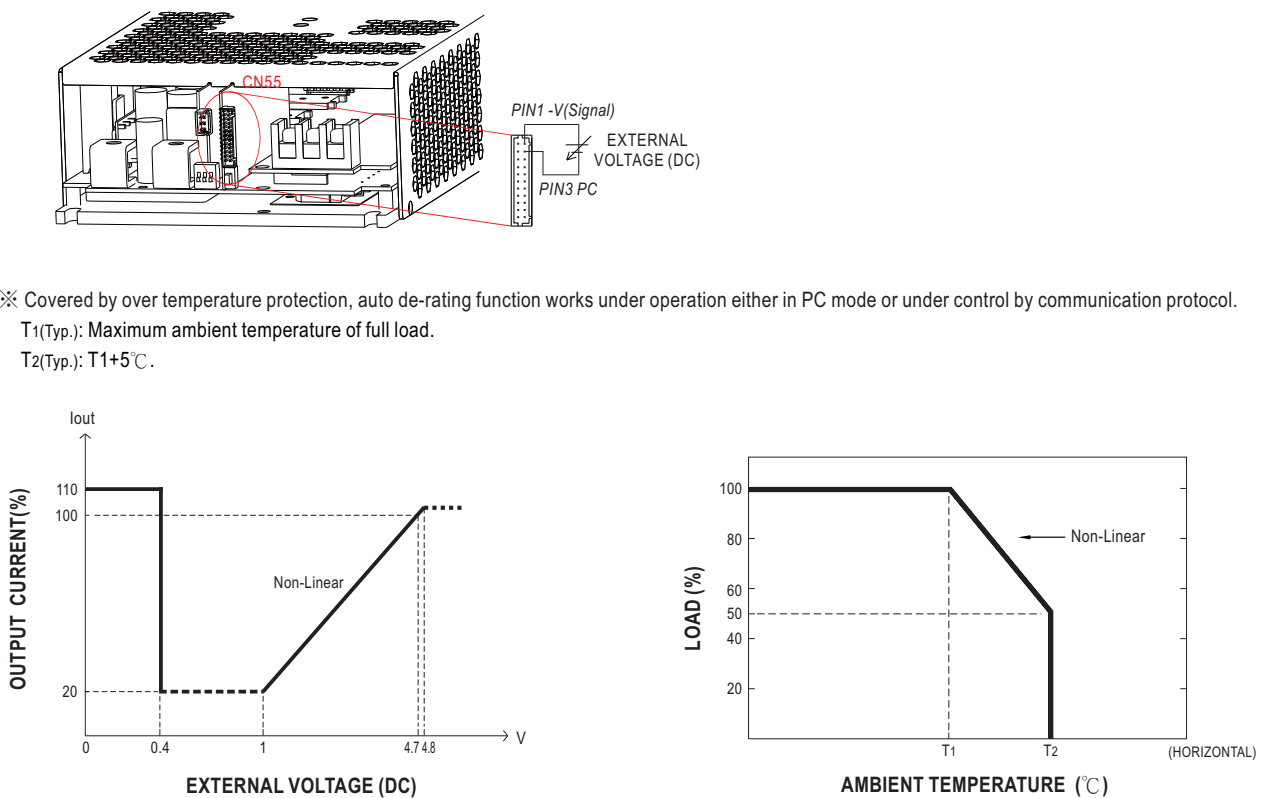 CN55
PIN1 -V(Signal)
EXTERNAL
VOLTAGE (DC)
PIN3 PC
※ Covered by over temperature protection, auto de-rating function works under operation either in PC mode or under control by communication protocol.
T1(Typ.): Maximum ambient temperature of full load.
T2(Typ.): T1+5℃.
Iout
OUTPUT CURRENT(%)
110
100
20
Non-Linear
0
0.4
1
4.7
4.8
V
EXTERNAL VOLTAGE (DC)
LOAD (%)
100
80
60
50
40
20
Non-Linear
T1
T2
(HORIZONTAL)
AMBIENT TEMPERATURE (℃)